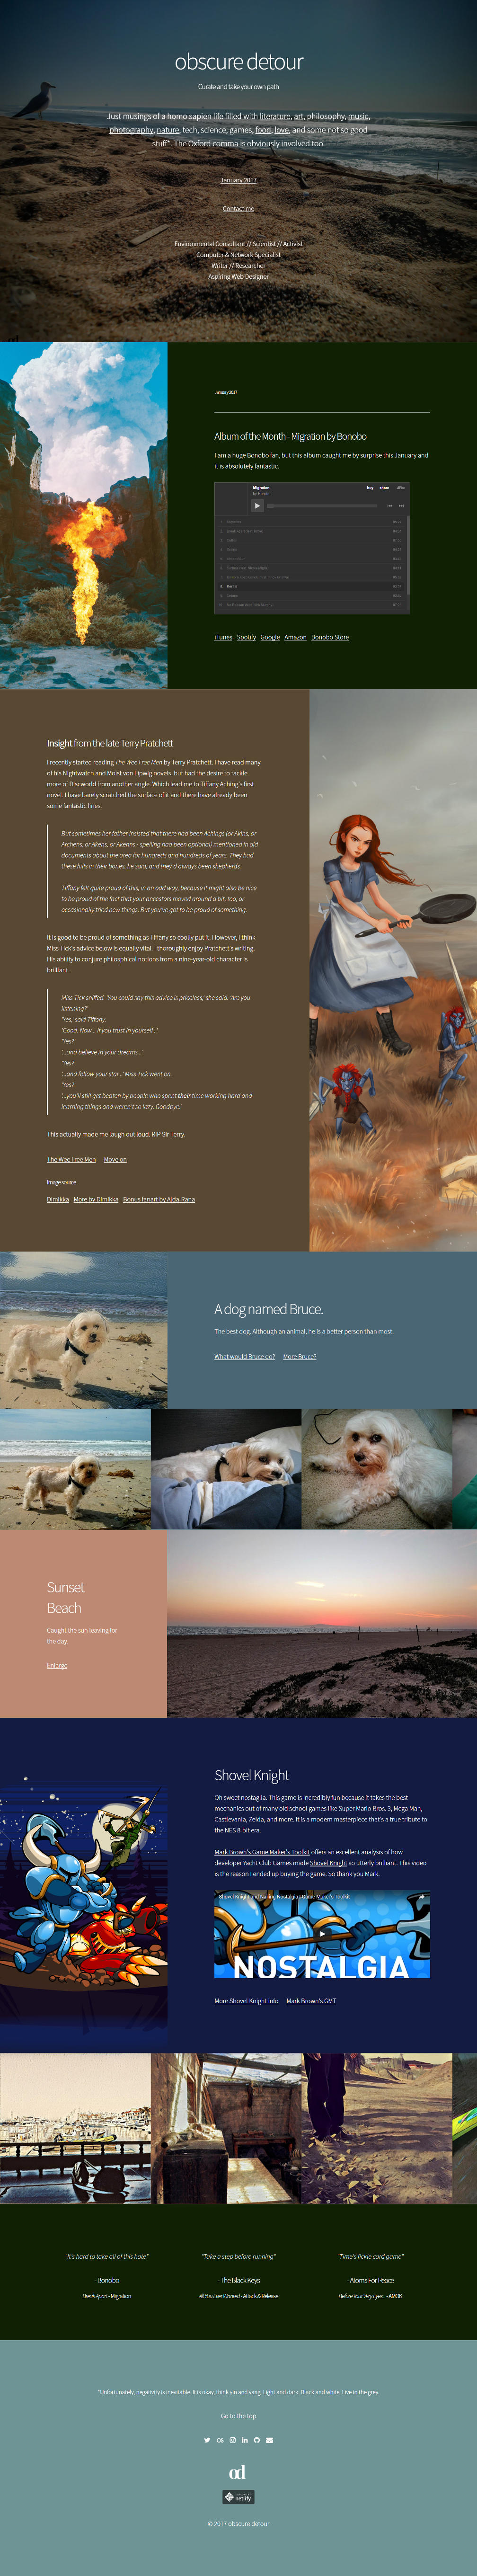 obscure detour
Curate and take your own path
Just musings of a homo sapien life filled with literature, art, philosophy, music,
photography, nature, tech, science, games, food, love, and some not so good
stuff*. The Oxford comma is obviously involved too.
January 2017
Contact me
Environmental Consultant // Scientist // Activist
Computer & Network Specialist
Writer // Researcher
Aspiring Web Designer
January 2017
Album of the Month - Migration by Bonobo
I am a huge Bonobo fan, but this album caught me by surprise this January and
it is absolutely fantastic.
Migration
by Bonobo
buy share
iTunes Spotify Google Amazon Bonobo Store
Insight from the late Terry Pratchett
I recently started reading The Wee Free Men by Terry Pratchett. I have read many
of his Nightwatch and Moist von Lipwig novels, but had the desire to tackle
more of Discworld from another angle. Which lead me to Tiffany Aching's first
novel. I have barely scratched the surface of it and there have already been
some fantastic lines.
But sometimes her father insisted that there had been Achings (or Akins, or
Archens, or Akens, or Akenns - spelling had been optional) mentioned in old
documents about the area for hundreds and hundreds of years. They had
these hills in their bones, he said, and they'd always been shepherds.
Tiffany felt quite proud of this, in an odd way, because it might also be nice
to be proud of the fact that your ancestors moved around a bit, too, or
occasionally tried new things. But you've got to be proud of something.
It is good to be proud of something as Tiffany so coolly put it. However, I think
Miss Tick's advice below is equally vital. I thoroughly enjoy Pratchett's writing.
His ability to conjure philosphical notions from a nine-year-old character is
brilliant.
Miss Tick sniffed. 'You could say this advice is priceless,' she said. 'Are you
listening?'
'Yes,' said Tiffany.
'Good. Now... if you trust in yourself...'
'Yes?'
'...and believe in your dreams...'
'Yes?'
'...and follow your star...' Miss Tick went on.
'Yes?'
'...you'll still get beaten by people who spent their time working hard and
learning things and weren't so lazy. Goodbye.'
This actually made me laugh out loud. RIP Sir Terry.
The Wee Free Men Move on
Image source
Dimikka More by Dimikka Bonus fanart by Alda Rana
A dog named Bruce.
The best dog. Although an animal, he is a better person than most.
What would Bruce do? More Bruce?
Sunset
Beach
Caught the sun leaving for
the day.
Enlarge
Shovel Knight
Oh sweet nostaglia. This game is incredibly fun because it takes the best
mechanics out of many old school games like Super Mario Bros. 3, Mega Man,
Castlevania, Zelda, and more. It is a modern masterpiece that's a true tribute to
the NES 8-bit era.
Mark Brown's Game Maker's Toolkit offers an excellent analysis of how
developer Yacht Club Games made Shovel Knight so utterly brilliant. This video
is the reason I ended up buying the game. So thank you Mark.
Shovel Knight and Nailing Nostalgia | Game Maker's Toolkit
NOSTALGIA
More Shovel Knight info Mark Brown's GMT
"It's hard to take all of this hate"
- Bonobo
Break Apart - Migration
"Take a step before running"
- The Black Keys
All You Ever Wanted - Attack & Release
"Time's fickle card game"
- Atoms For Peace
Before Your Very Eyes... - AMOK
*Unfortunately, negativity is inevitable. It is okay, think yin and yang. Light and dark. Black and white. Live in the grey.
Go to the top
od
netlify
© 2017 obscure detour